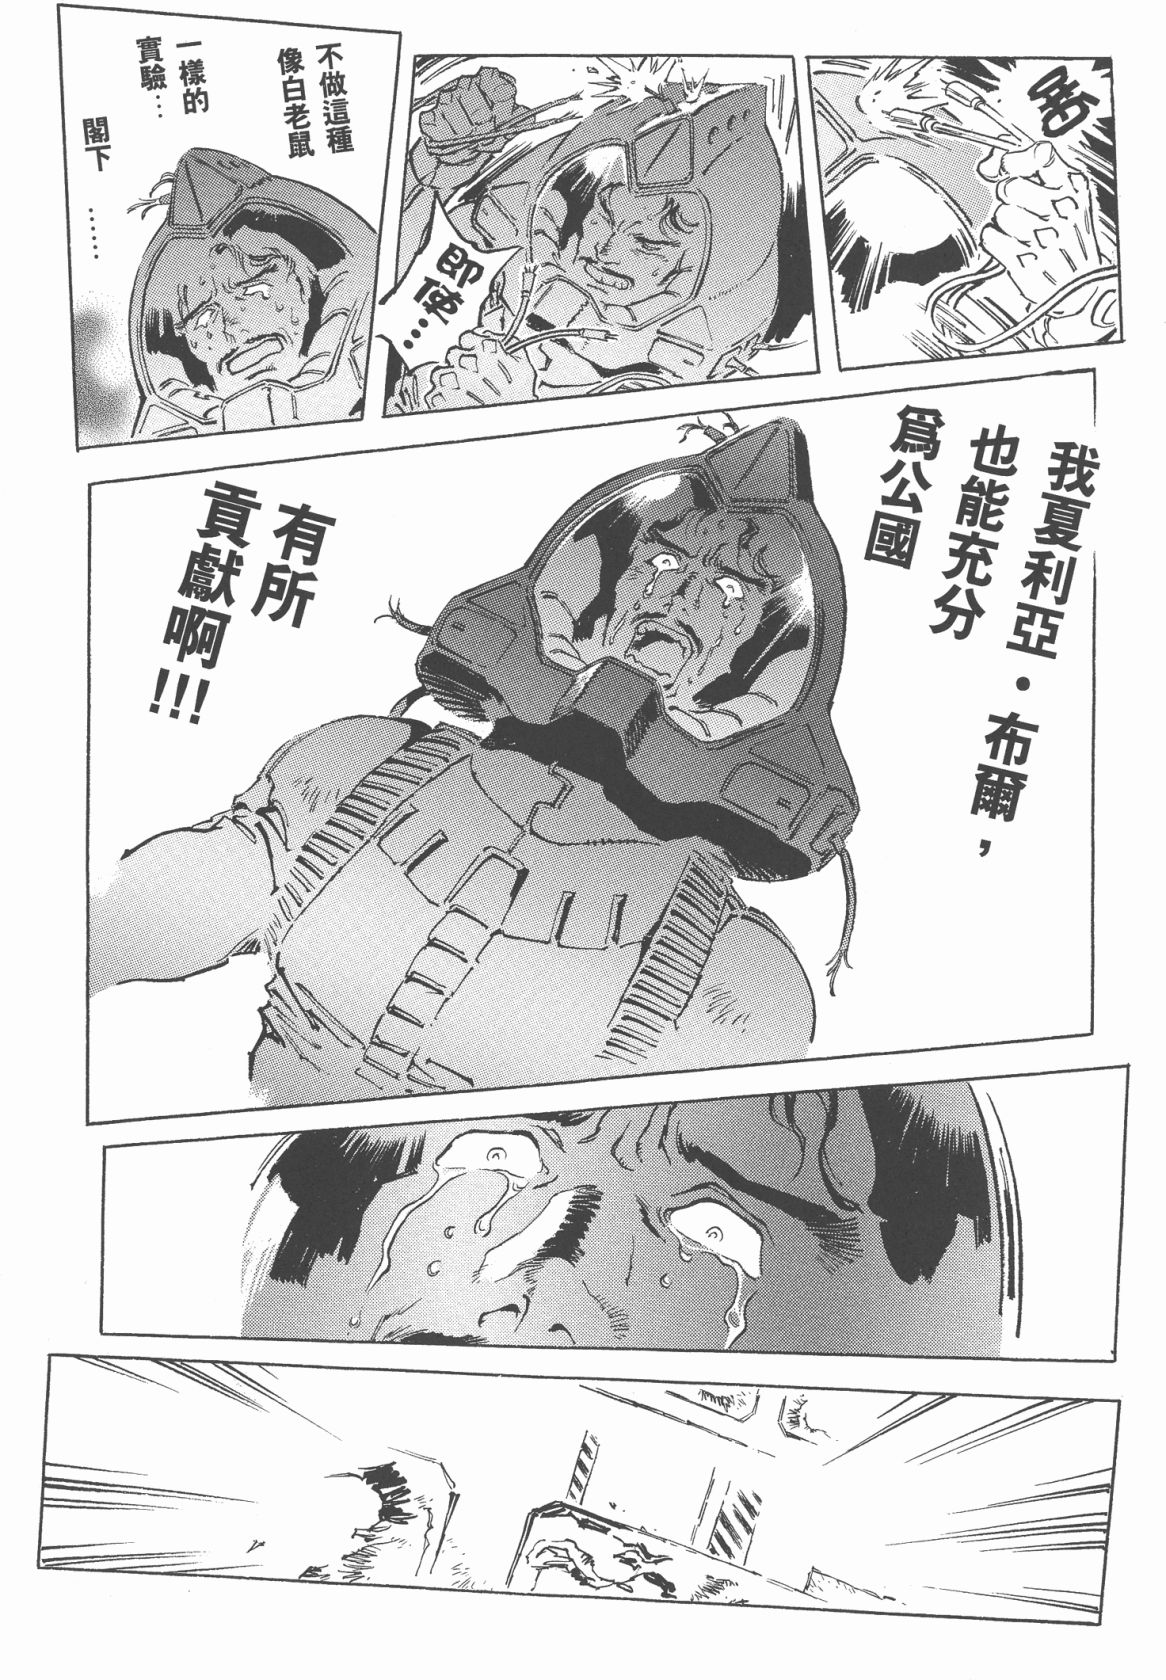 即使…
不做這種
像白老鼠
一樣的
實驗…
閣下
……
我夏利亞·布爾，
也能充分
爲公國
有所
貢獻啊!!!